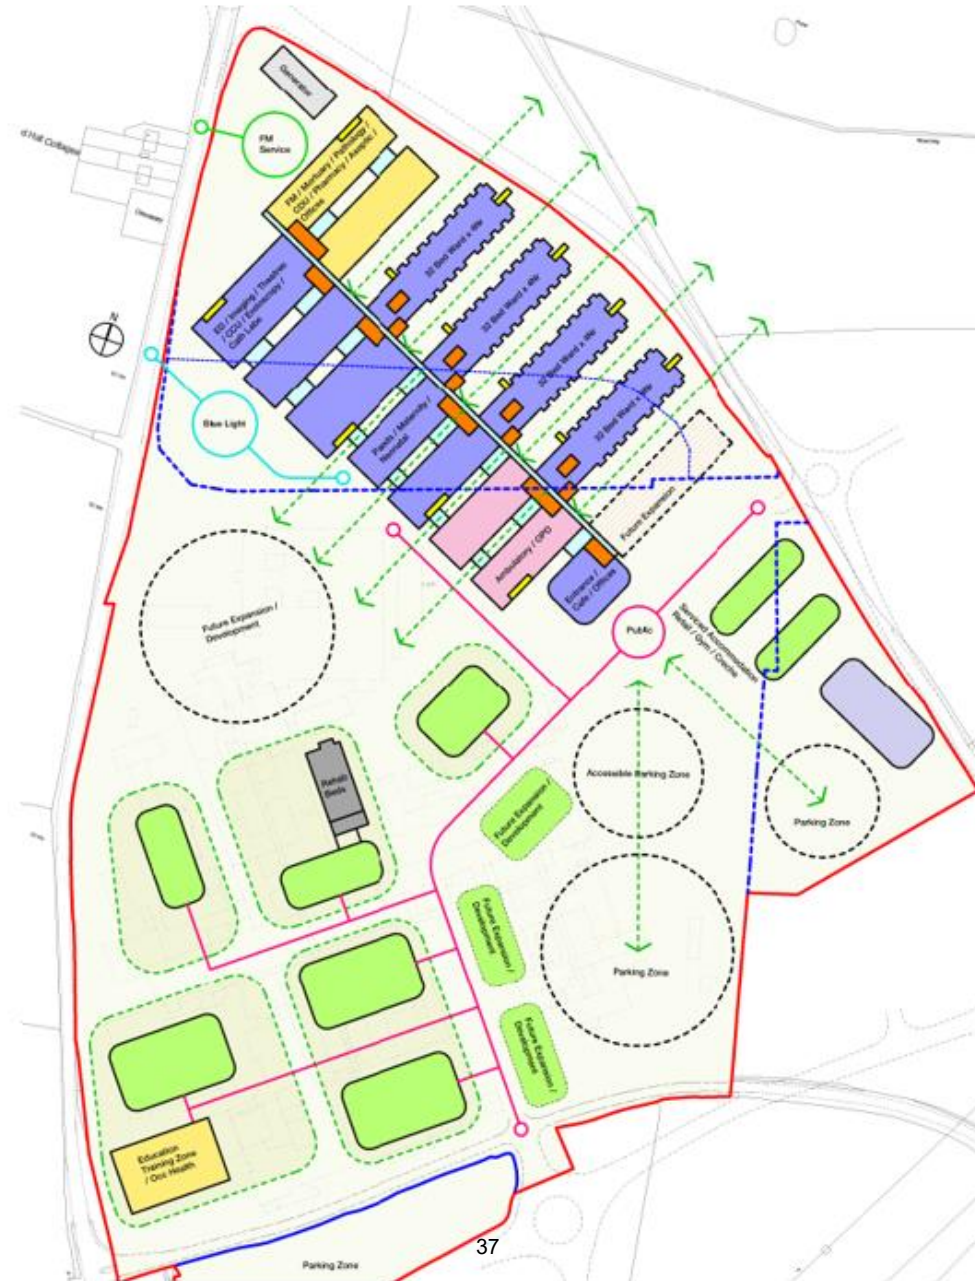 Generator
FM
Service
FM / Mortuary / Pathology /
CDU / Pharmacy / Aseptic /
Offices
N
32 Bed Ward x 4flr
32 Bed Ward x 4flr
32 Bed Ward x 4flr
32 Bed Ward x 4flr
ED / Imaging / Theatres
/ CCU / Endoscopy /
Cath Labs
Blue Light
Paeds / Maternity /
Neonatal
Future Expansion
Ambulatory / OPD
Entrance /
Cafe / Offices
Public
Serviced Accommodation
Retail / Gym / Creche
Future Expansion /
Development
Accessible Parking Zone
Parking Zone
Rehab
Beds
Future Expansion /
Development
Future Expansion /
Development
Parking Zone
Future Expansion /
Development
Education
Training Zone
/ Occ Health
37
Parking Zone